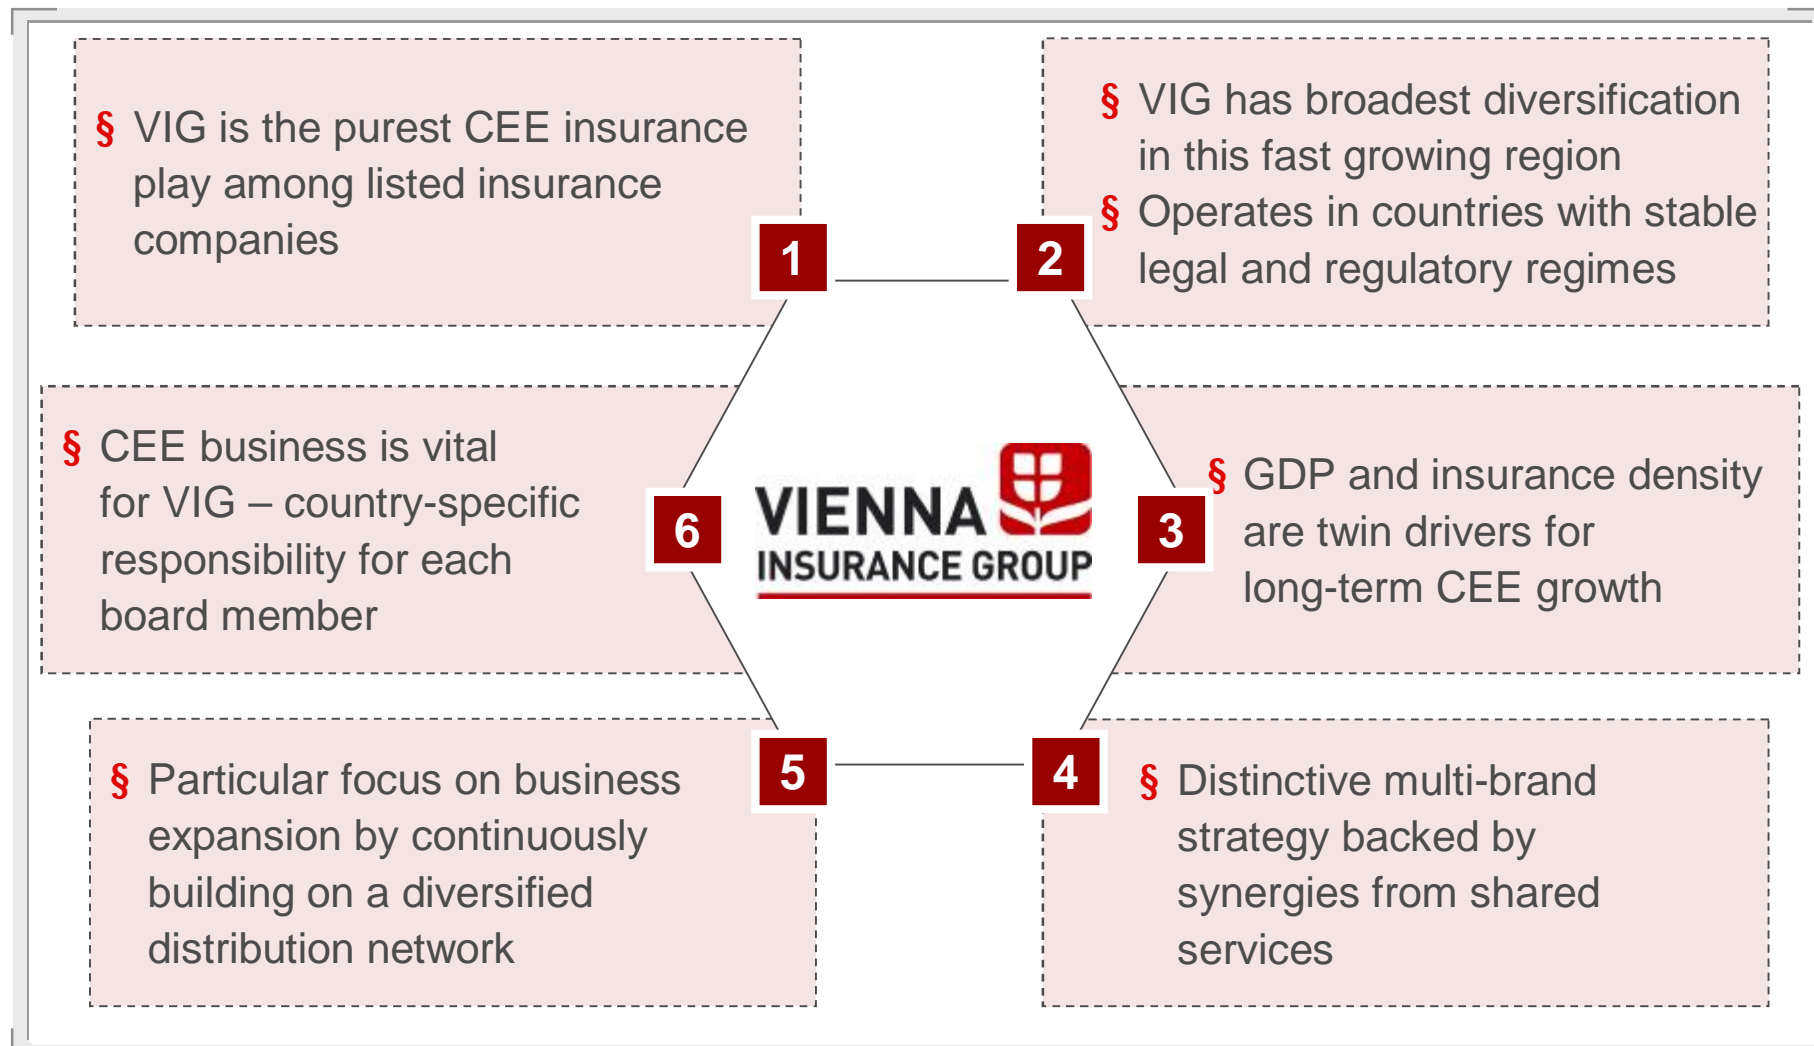 § VIG is the purest CEE insurance
play among listed insurance
companies
1
§ VIG has broadest diversification
in this fast growing region
§ Operates in countries with stable
legal and regulatory regimes
2
§ GDP and insurance density
are twin drivers for
long-term CEE growth
3
§ Distinctive multi-brand
strategy backed by
synergies from shared
services
4
§ Particular focus on business
expansion by continuously
building on a diversified
distribution network
5
§ CEE business is vital
for VIG – country-specific
responsibility for each
board member
6
VIENNA
INSURANCE GROUP